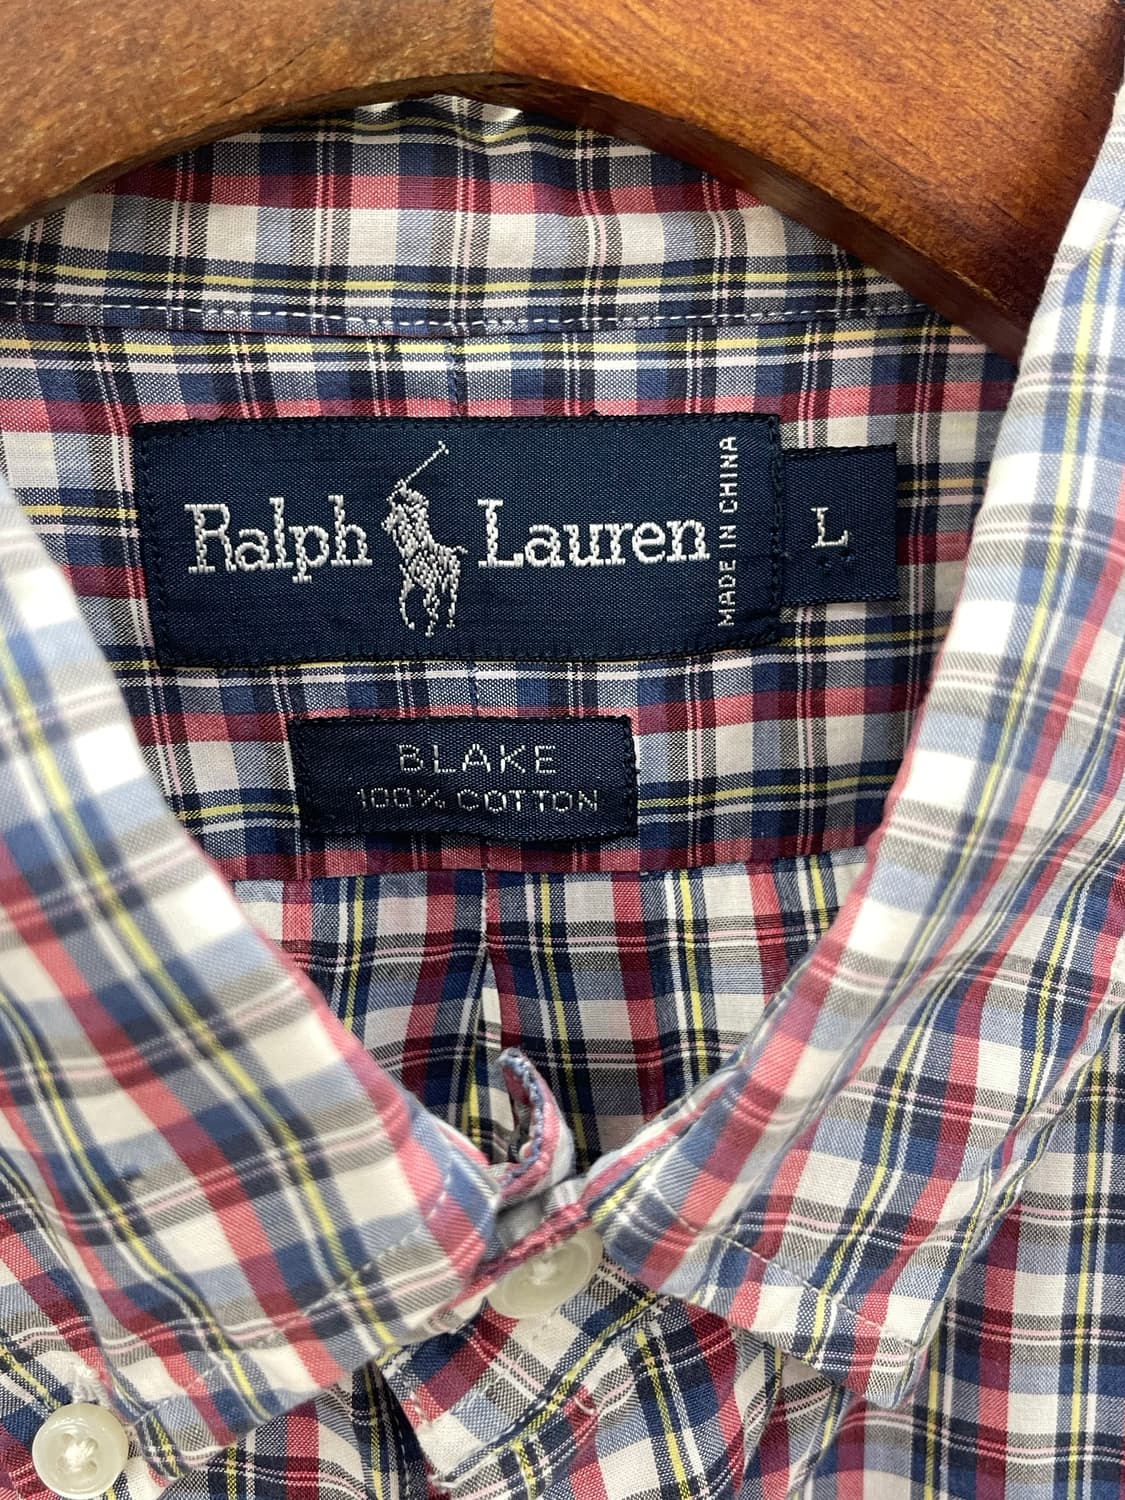 Ralph Lauren
MADE IN CHINA
L
BLAKE
100% COTTON